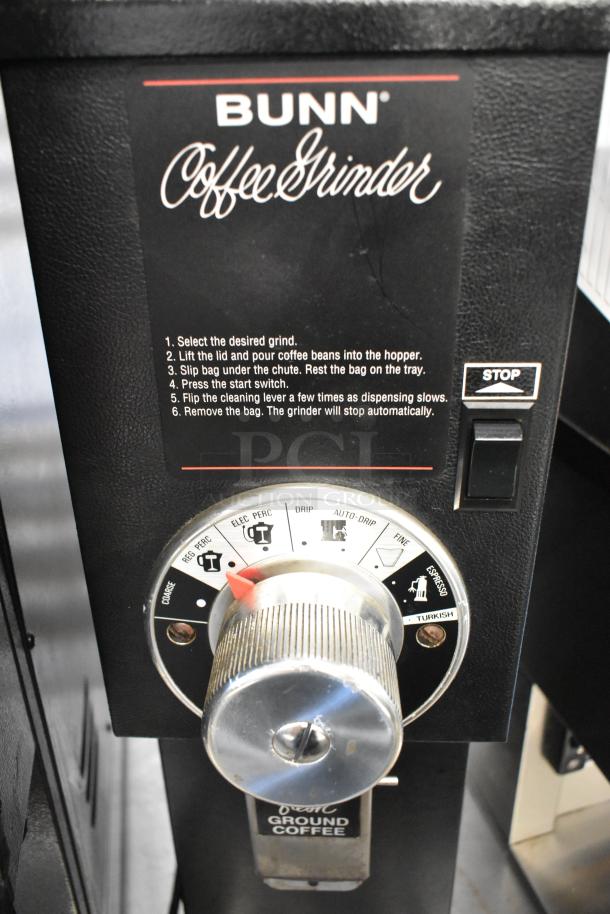 BUNN®
Coffee Grinder
1. Select the desired grind.
2. Lift the lid and pour coffee beans into the hopper.
3. Slip bag under the chute. Rest the bag on the tray.
4. Press the start switch.
5. Flip the cleaning lever a few times as dispensing slows.
6. Remove the bag. The grinder will stop automatically.
STOP
PCI
AUCTION GROUP
COARSE
REG PERC
ELEC PERC
DRIP
AUTO-DRIP
FINE
ESPRESSO
TURKISH
fresh
GROUND
COFFEE